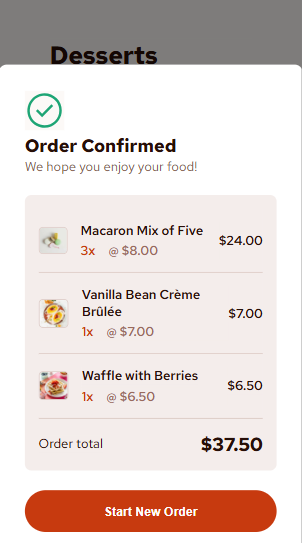 Desserts
Order Confirmed
We hope you enjoy your food!
Macaron Mix of Five
3x @ $8.00
$24.00
Vanilla Bean Crème
Brûlée
1x @ $7.00
$7.00
Waffle with Berries
1x @ $6.50
$6.50
Order total $37.50
Start New Order